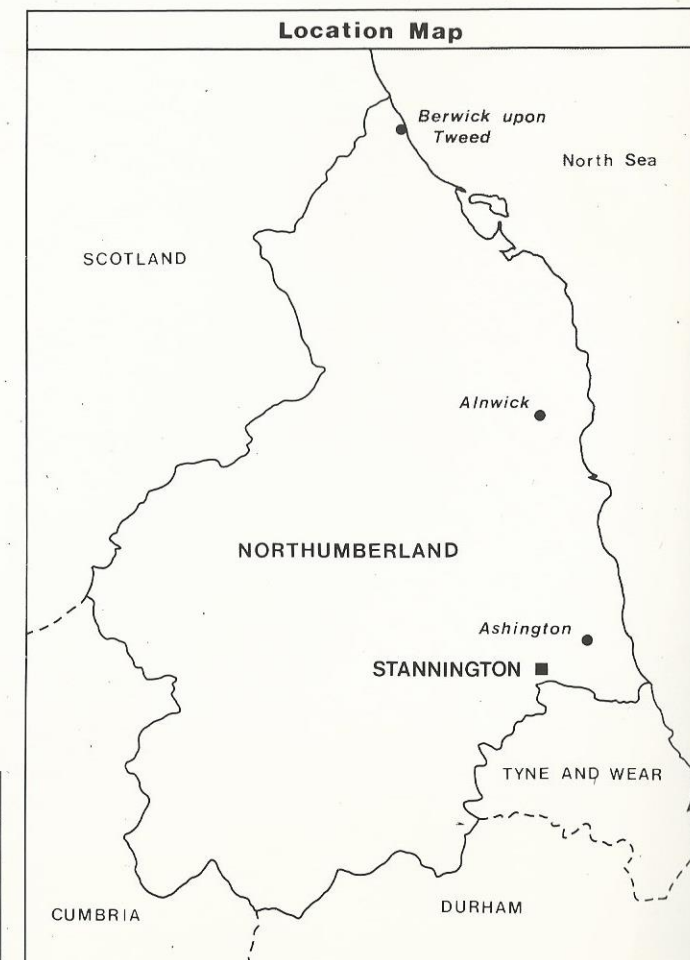 Location Map
Berwick upon
Tweed
North Sea
SCOTLAND
Alnwick
NORTHUMBERLAND
Ashington
STANNINGTON
TYNE AND WEAR
CUMBRIA
DURHAM